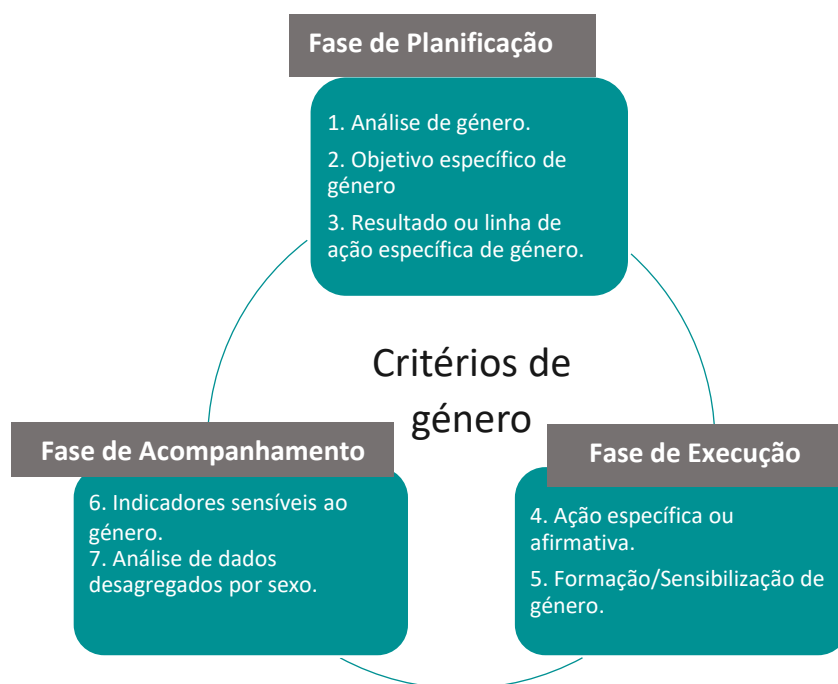 Fase de Planificação
1. Análise de género.
2. Objetivo específico de
género
3. Resultado ou linha de
ação específica de género.
Critérios de
género
Fase de Execução
4. Ação específica ou
afirmativa.
5. Formação/Sensibilização de
género.
Fase de Acompanhamento
6. Indicadores sensíveis ao
género.
7. Análise de dados
desagregados por sexo.